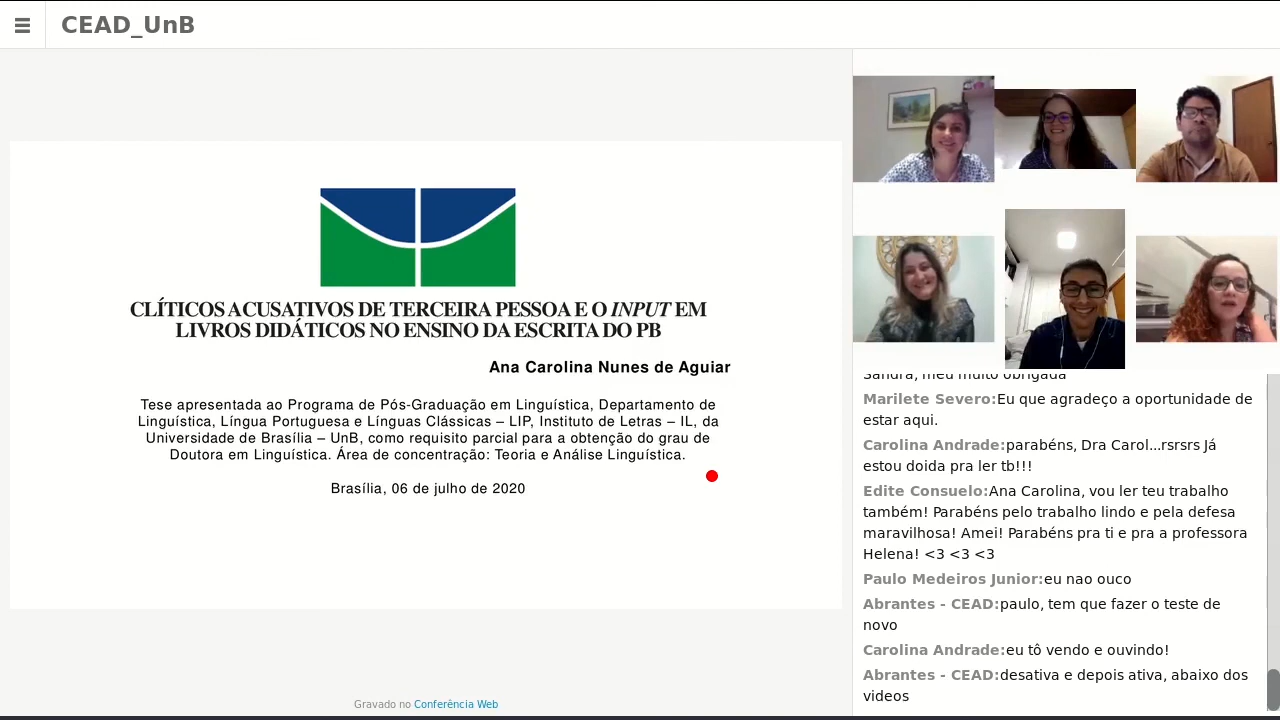 CEAD_UnB
CLÍTICOS ACUSATIVOS DE TERCEIRA PESSOA E O INPUT EM
LIVROS DIDÁTICOS NO ENSINO DA ESCRITA DO PB
Ana Carolina Nunes de Aguiar
Tese apresentada ao Programa de Pós-Graduação em Linguística, Departamento de
Linguística, Língua Portuguesa e Línguas Clássicas – LIP, Instituto de Letras – IL, da
Universidade de Brasília – UnB, como requisito parcial para a obtenção do grau de
Doutora em Linguística. Área de concentração: Teoria e Análise Linguística.
Brasília, 06 de julho de 2020
Gravado no Conferência Web
Sandra, meu muito obrigada
Marilete Severo:Eu que agradeço a oportunidade de
estar aqui.
Carolina Andrade:parabéns, Dra Carol...rsrsrs Já
estou doida pra ler tb!!!
Edite Consuelo:Ana Carolina, vou ler teu trabalho
também! Parabéns pelo trabalho lindo e pela defesa
maravilhosa! Amei! Parabéns pra ti e pra a professora
Helena! <3 <3 <3
Paulo Medeiros Junior:eu nao ouco
Abrantes - CEAD:paulo, tem que fazer o teste de
novo
Carolina Andrade:eu tô vendo e ouvindo!
Abrantes - CEAD:desativa e depois ativa, abaixo dos
videos